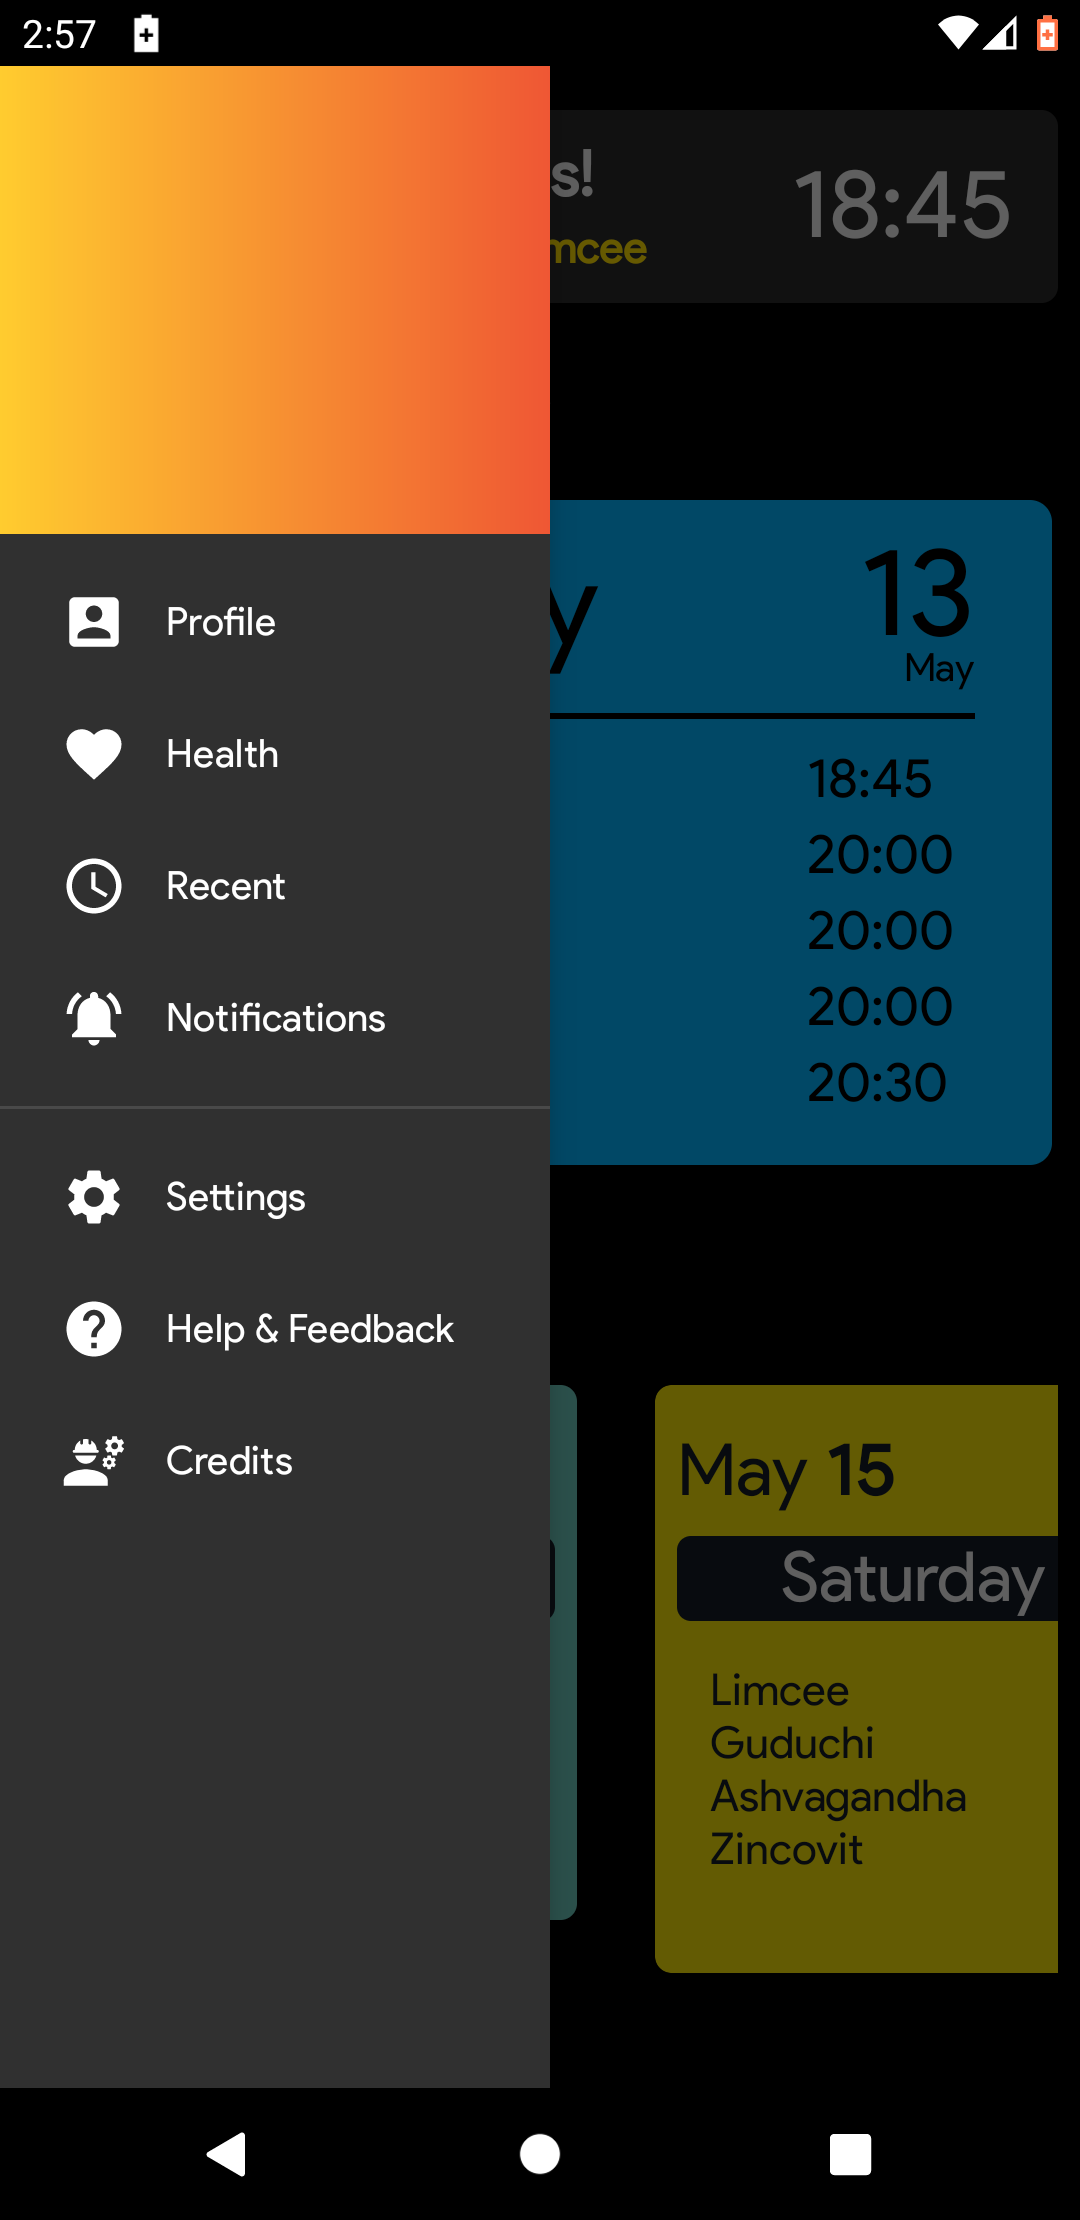 2:57
s!
18:45
mcee
Profile
Health
Recent
Notifications
Settings
Help & Feedback
Credits
y
13
May
18:45
20:00
20:00
20:00
20:30
May 15
Saturday
Limcee
Guduchi
Ashvagandha
Zincovit